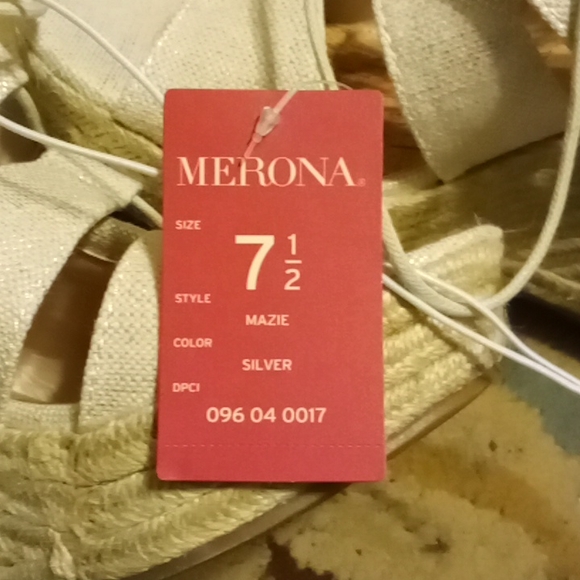 MERONA®
SIZE
7 1/2
STYLE
MAZIE
COLOR
SILVER
DPCI
096 04 0017